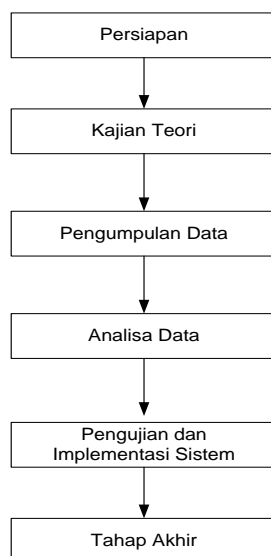 Persiapan
Kajian Teori
Pengumpulan Data
Analisa Data
Pengujian dan
Implementasi Sistem
Tahap Akhir